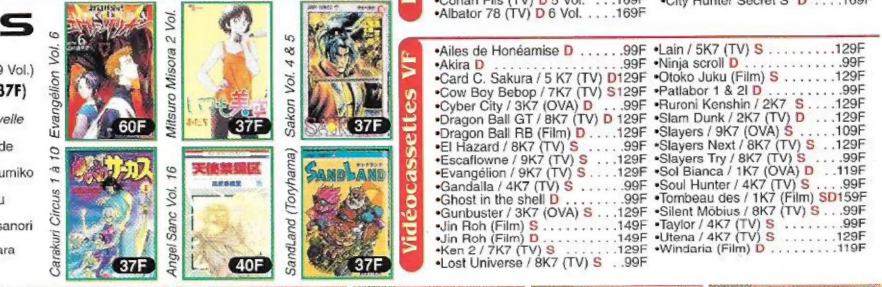 S
9 Vol.)
37F)
velle
de
umiko
u
sanori
ara
Evangélion Vol. 6
60F
Mitsuro Misora 2 Vol.
37F
Sakon Vol. 4 & 5
37F
Carakuri Circus 1 à 10
37F
Angel Sanc Vol. 16
天使禁猟区
40F
SandLand (Toryhama)
SANDLAND
37F
•Conan Fils (TV) D 5 Vol. . . .169F
•Albator 78 (TV) D 6 Vol. . . . .169F
•City Hunter Secret S D . . . .169F
Vidéocassettes VF
•Ailes de Honéamise D . . . . . .99F
•Akira D . . . . . .99F
•Card C. Sakura / 5 K7 (TV) D129F
•Cow Boy Bebop / 7K7 (TV) S129F
•Cyber City / 3K7 (OVA) D . . .99F
•Dragon Ball GT / 8K7 (TV) D 129F
•Dragon Ball RB (Film) D . . . .129F
•El Hazard / 8K7 (TV) S . . . . .99F
•Escaflowne / 9K7 (TV) S . . .129F
•Evangélion / 9K7 (TV) S . . . .129F
•Gandalla / 4K7 (TV) S . . . . . .99F
•Ghost in the shell D . . . . . . .99F
•Gunbuster / 3K7 (OVA) S . . .129F
•Jin Roh (Film) S . . . . . .149F
•Jin Roh (Film) D . . . . . .149F
•Ken 2 / 7K7 (TV) S . . . . . .129F
•Lost Universe / 8K7 (TV) S . .99F
•Lain / 5K7 (TV) S . . . . . .129F
•Ninja scroll D . . . . . .99F
•Otoko Juku (Film) S . . . . . .129F
•Patlabor 1 & 2I D . . . . . .99F
•Ruroni Kenshin / 2K7 S . . . .129F
•Slam Dunk / 2K7 (TV) D . . . .129F
•Slayers / 9K7 (OVA) S . . . . .109F
•Slayers Next / 8K7 (TV) S . . .129F
•Slayers Try / 8K7 (TV) S . . . .99F
•Sol Bianca / 1K7 (OVA) D . . .119F
•Soul Hunter / 4K7 (TV) S . . . .99F
•Tombeau des / 1K7 (Film) SD159F
•Silent Möbius / 8K7 (TV) S . . .99F
•Taylor / 4K7 (TV) S . . . . . .99F
•Utena / 4K7 (TV) S . . . . . .129F
•Windaria (Film) D . . . . . .119F